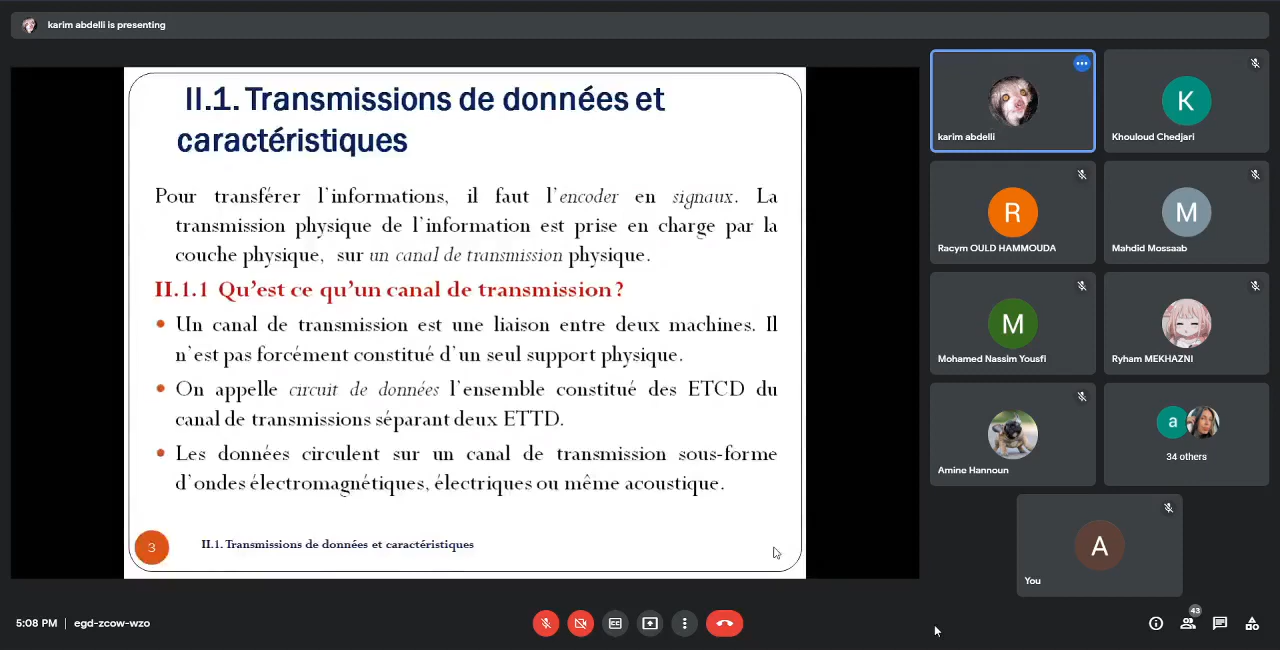 karim abdelli is presenting
II.1. Transmissions de données et
caractéristiques
Pour transférer l'informations, il faut l'encoder en signaux. La
transmission physique de l'information est prise en charge par la
couche physique, sur un canal de transmission physique.
II.1.1 Qu'est ce qu'un canal de transmission ?
• Un canal de transmission est une liaison entre deux machines. Il
n'est pas forcément constitué d'un seul support physique.
• On appelle circuit de données l'ensemble constitué des ETCD du
canal de transmissions séparant deux ETTD.
• Les données circulent sur un canal de transmission sous-forme
d'ondes électromagnétiques, électriques ou même acoustique.
3
II.1. Transmissions de données et caractéristiques
karim abdelli
K
Khouloud Chedjari
R
Racym OULD HAMMOUDA
M
Mahdid Mossaab
M
Mohamed Nassim Yousfi
Ryham MEKHAZNI
Amine Hannoun
a
34 others
A
You
5:08 PM | egd-zcow-wzo
43